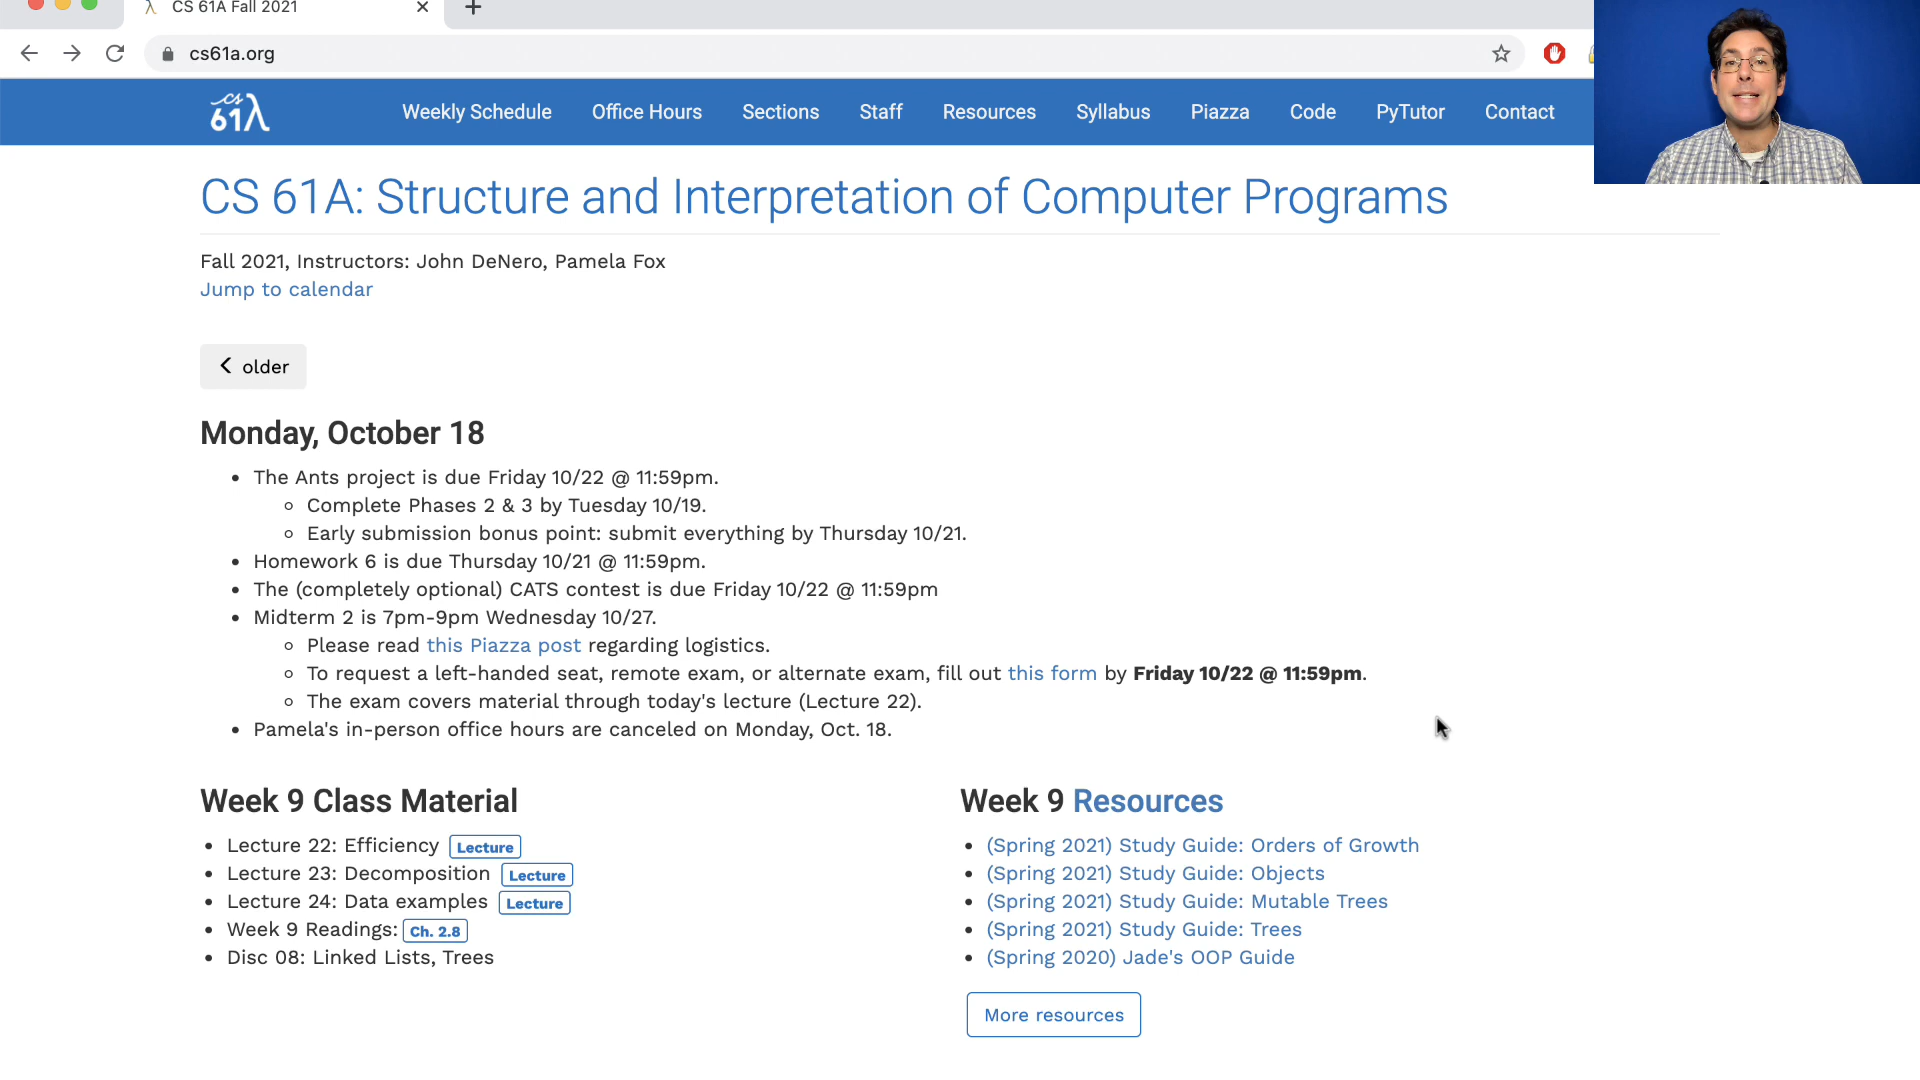 CS 61A Fall 2021
cs61a.org
cs 61λ
Weekly Schedule Office Hours Sections Staff Resources Syllabus Piazza Code PyTutor Contact
CS 61A: Structure and Interpretation of Computer Programs
Fall 2021, Instructors: John DeNero, Pamela Fox
Jump to calendar
older
Monday, October 18
The Ants project is due Friday 10/22 @ 11:59pm.
Complete Phases 2 & 3 by Tuesday 10/19.
Early submission bonus point: submit everything by Thursday 10/21.
Homework 6 is due Thursday 10/21 @ 11:59pm.
The (completely optional) CATS contest is due Friday 10/22 @ 11:59pm
Midterm 2 is 7pm-9pm Wednesday 10/27.
Please read this Piazza post regarding logistics.
To request a left-handed seat, remote exam, or alternate exam, fill out this form by Friday 10/22 @ 11:59pm.
The exam covers material through today's lecture (Lecture 22).
Pamela's in-person office hours are canceled on Monday, Oct. 18.
Week 9 Class Material
Lecture 22: Efficiency Lecture
Lecture 23: Decomposition Lecture
Lecture 24: Data examples Lecture
Week 9 Readings: Ch. 2.8
Disc 08: Linked Lists, Trees
Week 9 Resources
(Spring 2021) Study Guide: Orders of Growth
(Spring 2021) Study Guide: Objects
(Spring 2021) Study Guide: Mutable Trees
(Spring 2021) Study Guide: Trees
(Spring 2020) Jade's OOP Guide
More resources